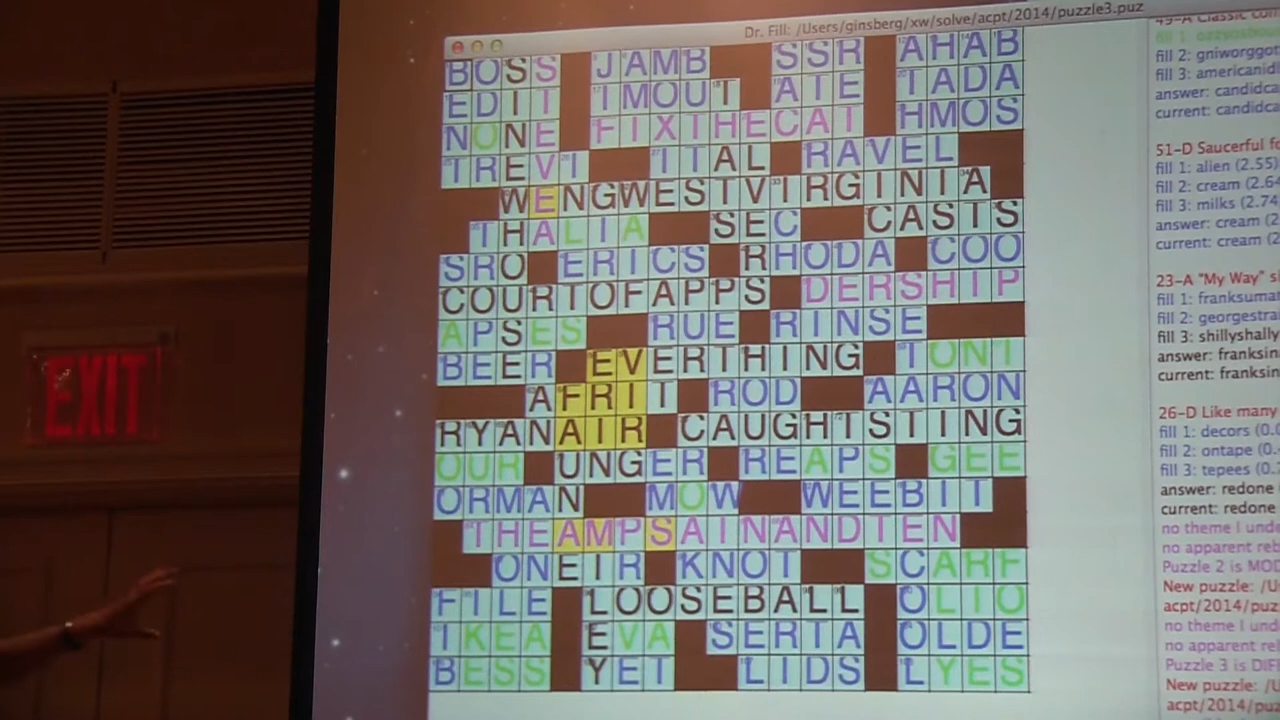 Dr. Fill: /Users/ginsberg/xw/solve/acpt/2014/puzzle3.puz
BOSS JAMB SSR AHAB
EDIT IMOUT ATE TADA
NONE FIXTHECAT HMOS
TREVI ITAL RAVEL
WENGWESTVIRGINIA
THALIA SEC CASTS
SRO ERICS RHODA COO
COURTOFAPPS DERSHIP
APSES RUE RINSE
BEER EVERTHING TONI
AFRIT ROD AARON
RYANAIR CAUGHTSTING
OUR UNGER REAPS GEE
ORMAN MOW WEEBIT
THEAMPSAINANDTEN
ONEIR KNOT SCARF
FILE LOOSEBALL OLIO
IKEA EVA SERTA OLDE
BESS YET LIDS LYES
fill 2: gniworggo
fill 3: americanid
answer: candidca
current: candidca
51-D Saucerful fo
fill 1: alien (2.55)
fill 2: cream (2.64
fill 3: milks (2.74
answer: cream (2
current: cream (2
23-A "My Way" s
fill 1: franksuma
fill 2: georgestra
fill 3: shillyshally
answer: franksin
current: franksin
26-D Like many
fill 1: decors (0.0
fill 2: ontape (0.
fill 3: tepees (0.
answer: redone
current: redone
no theme I unde
no apparent reb
Puzzle 2 is MOD
New puzzle: /U
acpt/2014/puz
no theme I und
no apparent re
Puzzle 3 is DIF
New puzzle: /U
acpt/2014/puz
EXIT